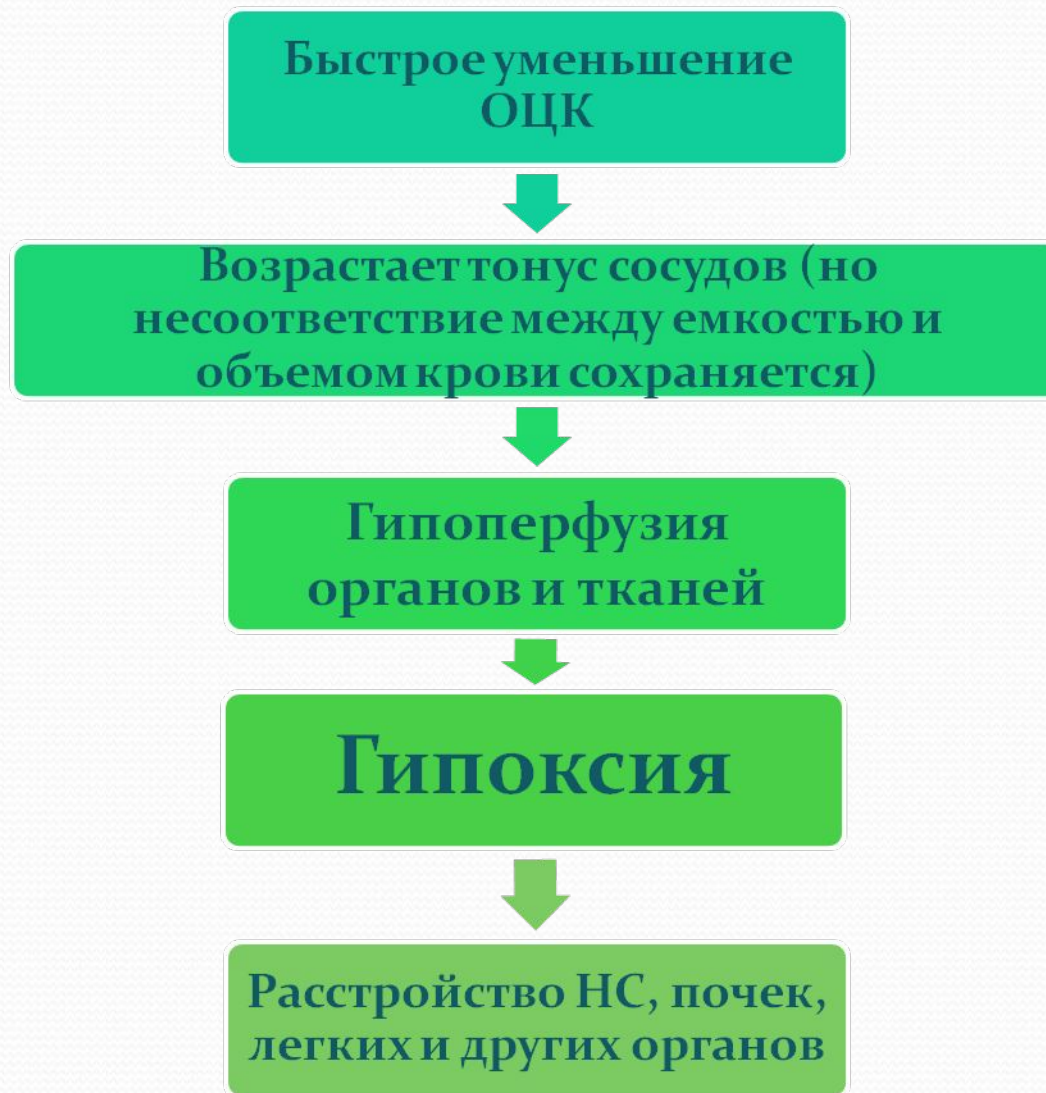 Быстрое уменьшение
ОЦК
Возрастает тонус сосудов (но
несоответствие между емкостью и
объемом крови сохраняется)
Гипоперфузия
органов и тканей
Гипоксия
Расстройство НС, почек,
легких и других органов